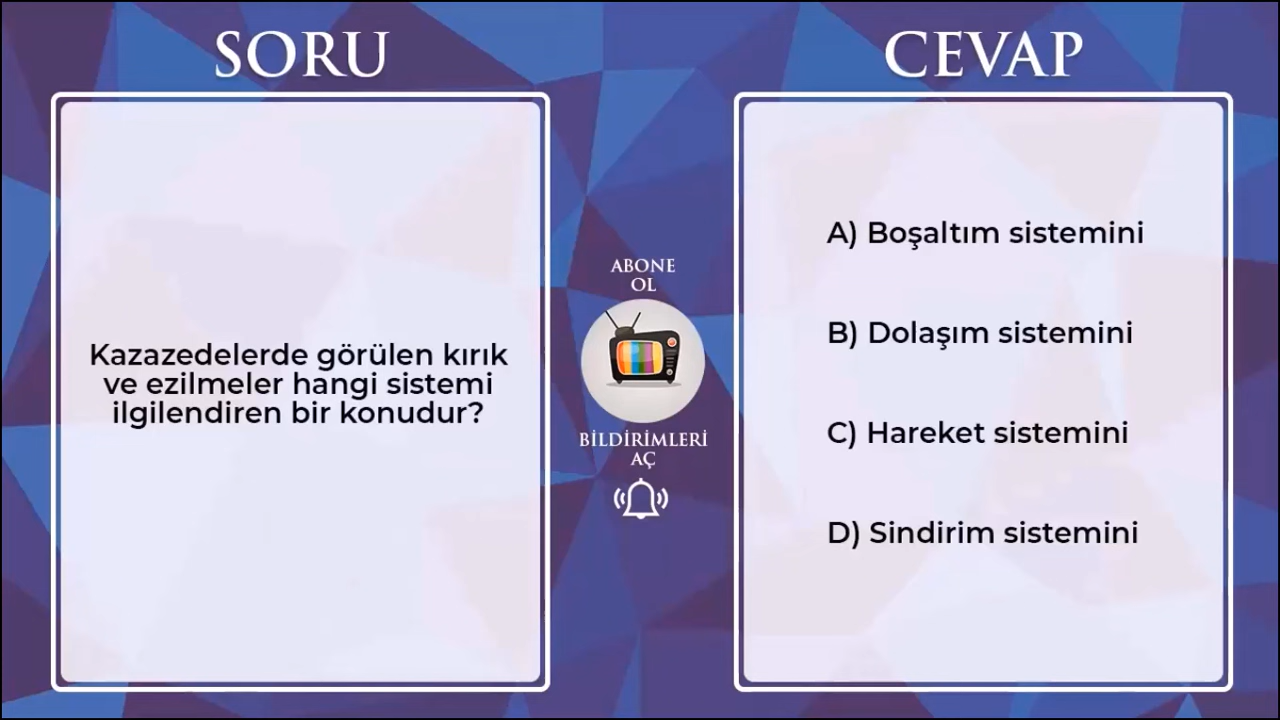 SORU
Kazazedelerde görülen kırık
ve ezilmeler hangi sistemi
ilgilendiren bir konudur?
ABONE
OL
BİLDİRİMLERİ
AÇ
CEVAP
A) Boşaltım sistemini
B) Dolaşım sistemini
C) Hareket sistemini
D) Sindirim sistemini